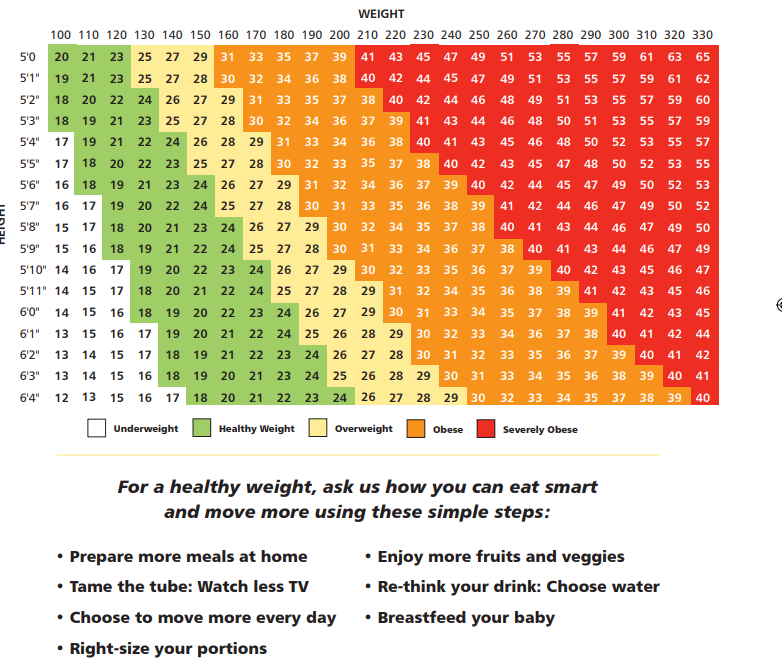 WEIGHT
100 110 120 130 140 150 160 170 180 190 200 210 220 230 240 250 260 270 280 290 300 310 320 330
HEIGHT
5'0 20 21 23 25 27 29 31 33 35 37 39 41 43 45 47 49 51 53 55 57 59 61 63 65
5'1" 19 21 23 25 27 28 30 32 34 36 38 40 42 44 45 47 49 51 53 55 57 59 61 62
5'2" 18 20 22 24 26 27 29 31 33 35 37 38 40 42 44 46 48 49 51 53 55 57 59 60
5'3" 18 19 21 23 25 27 28 30 32 34 36 37 39 41 43 44 46 48 50 51 53 55 57 59
5'4" 17 19 21 22 24 26 28 29 31 33 34 36 38 40 41 43 45 46 48 50 52 53 55 57
5'5" 17 18 20 22 23 25 27 28 30 32 33 35 37 38 40 42 43 45 47 48 50 52 53 55
5'6" 16 18 19 21 23 24 26 27 29 31 32 34 36 37 39 40 42 44 45 47 49 50 52 53
5'7" 16 17 19 20 22 24 25 27 28 30 31 33 35 36 38 39 41 42 44 46 47 49 50 52
5'8" 15 17 18 20 21 23 24 26 27 29 30 32 34 35 37 38 40 41 43 44 46 47 49 50
5'9" 15 16 18 19 21 22 24 25 27 28 30 31 33 34 36 37 38 40 41 43 44 46 47 49
5'10" 14 16 17 19 20 22 23 24 26 27 29 30 32 33 35 36 37 39 40 42 43 45 46 47
5'11" 14 15 17 18 20 21 22 24 25 27 28 29 31 32 34 35 36 38 39 41 42 43 45 46
6'0" 14 15 16 18 19 20 22 23 24 26 27 29 30 31 33 34 35 37 38 39 41 42 43 45
6'1" 13 15 16 17 19 20 21 22 24 25 26 28 29 30 32 33 34 36 37 38 40 41 42 44
6'2" 13 14 15 17 18 19 21 22 23 24 26 27 28 30 31 32 33 35 36 37 39 40 41 42
6'3" 13 14 15 16 18 19 20 21 23 24 25 26 28 29 30 31 33 34 35 36 38 39 40 41
6'4" 12 13 15 16 17 18 20 21 22 23 24 26 27 28 29 30 32 33 34 35 37 38 39 40
Underweight Healthy Weight Overweight Obese Severely Obese
For a healthy weight, ask us how you can eat smart
and move more using these simple steps:
• Prepare more meals at home
• Tame the tube: Watch less TV
• Choose to move more every day
• Right-size your portions
• Enjoy more fruits and veggies
• Re-think your drink: Choose water
• Breastfeed your baby